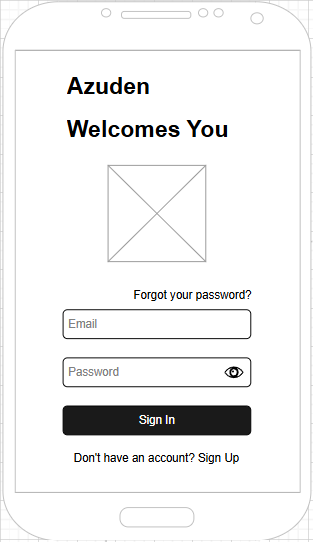 Azuden
Welcomes You
Forgot your password?
Email
Password
Sign In
Don't have an account? Sign Up